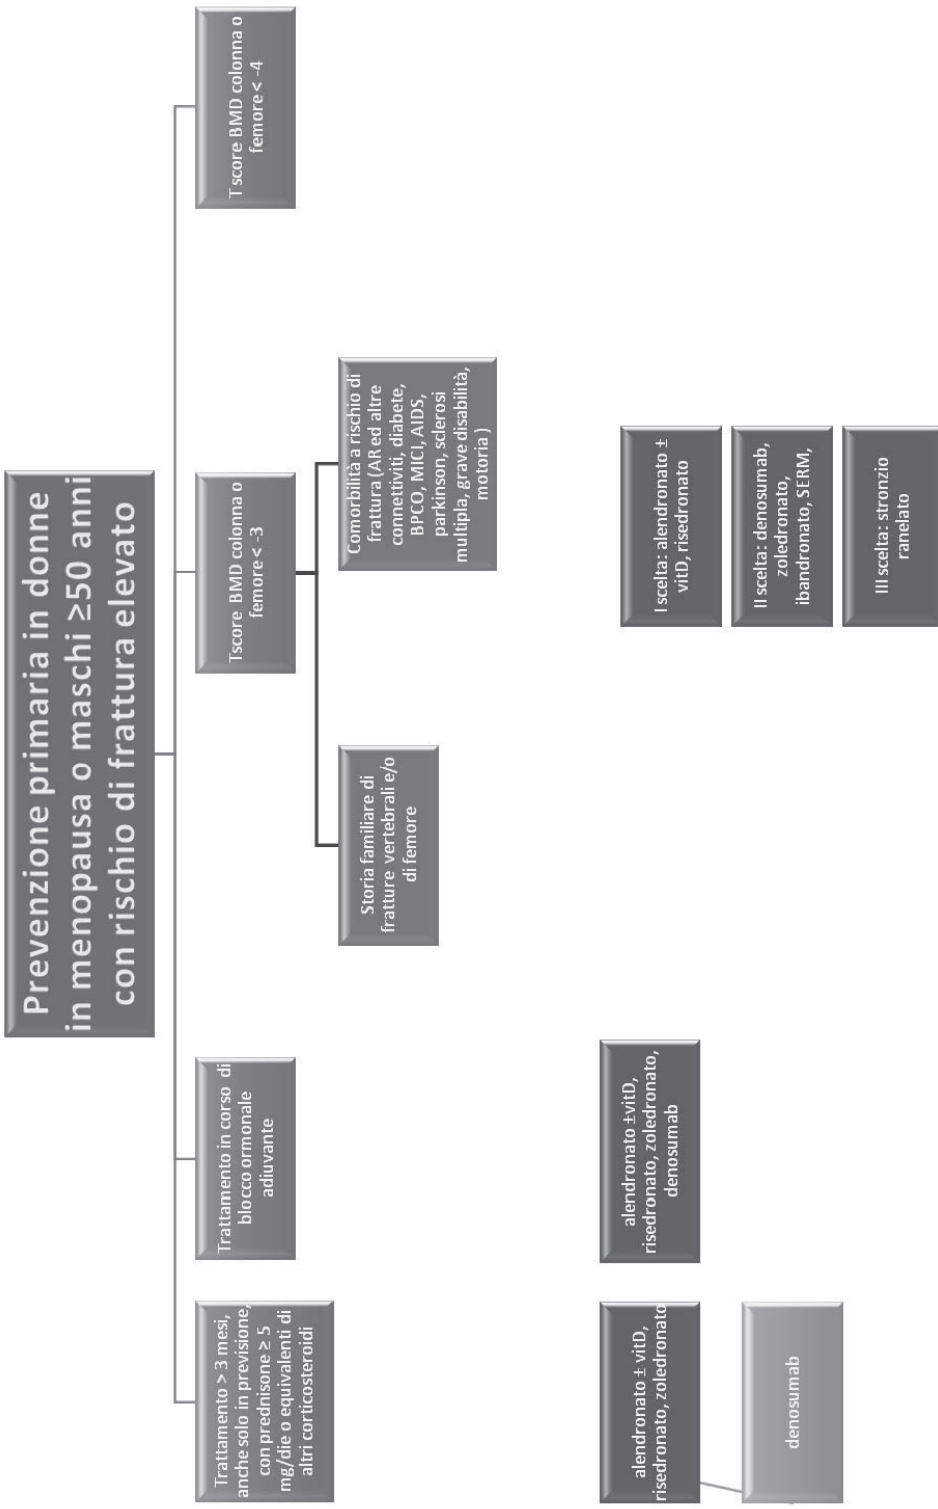 Prevenzione primaria in donne
in menopausa o maschi ≥50 anni
con rischio di frattura elevato
Trattamento > 3 mesi,
anche solo in previsione,
con prednisone ≥ 5
mg/die o equivalenti di
altri corticosteroidi
Trattamento in corso di
blocco ormonale
adiuvante
Tscore BMD colonna o
femore < -3
T score BMD colonna o
femore < -4
Storia familiare di
fratture vertebrali e/o
di femore
Comorbilità a rischio di
frattura (AR ed altre
connettiviti, diabete,
BPCO, MICI, AIDS,
parkinson, sclerosi
multipla, grave disabilità,
motoria )
alendronato ± vitD,
risedronato, zoledronato
denosumab
alendronato ±vitD,
risedronato, zoledronato,
denosumab
I scelta: alendronato ±
vitD, risedronato
II scelta: denosumab,
zoledronato,
ibandronato, SERM,
III scelta: stronzio
ranelato